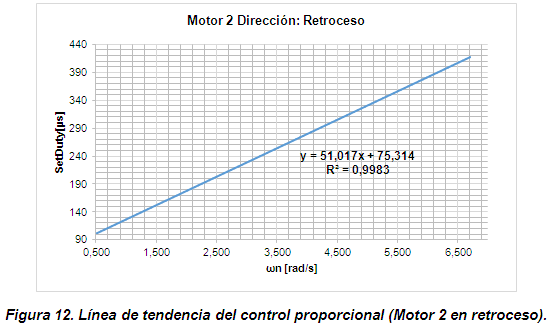 Motor 2 Dirección: Retroceso
440
390
340
290
240
190
140
90
SetDuty[µs]
y = 51,017x + 75,314
R² = 0,9983
0,500 1,500 2,500 3,500 4,500 5,500 6,500
ωn [rad/s]
Figura 12. Línea de tendencia del control proporcional (Motor 2 en retroceso).